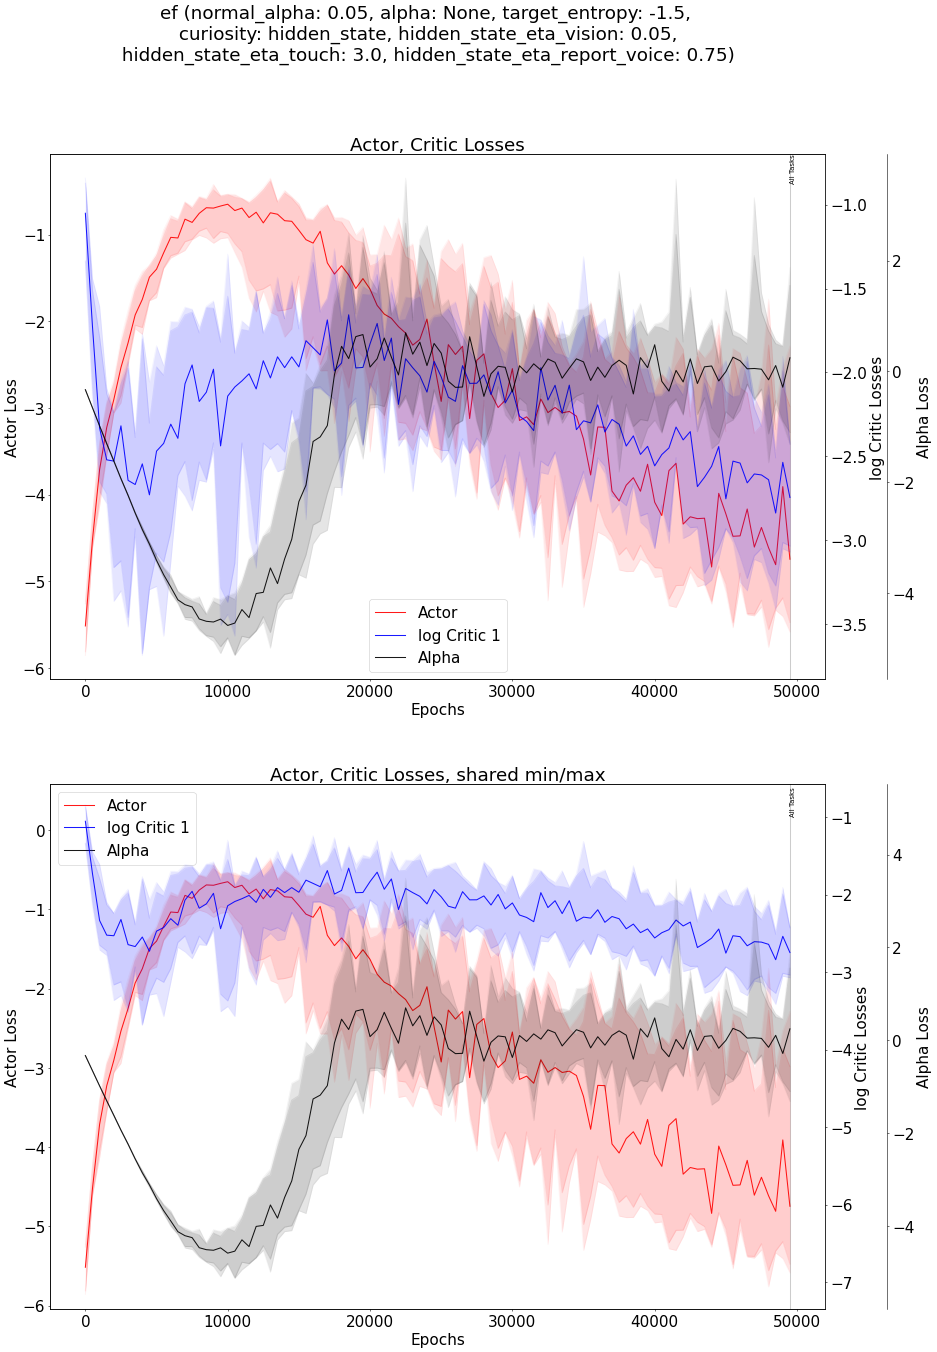 ef (normal_alpha: 0.05, alpha: None, target_entropy: -1.5,
curiosity: hidden_state, hidden_state_eta_vision: 0.05,
hidden_state_eta_touch: 3.0, hidden_state_eta_report_voice: 0.75)
Actor, Critic Losses
All Tasks
−1
−2
−3
−4
−5
−6
Actor Loss
−1.0
−1.5
−2.0
−2.5
−3.0
−3.5
log Critic Losses
2
0
−2
−4
Alpha Loss
Actor
log Critic 1
Alpha
0
10000
20000
30000
40000
50000
Epochs
Actor, Critic Losses, shared min/max
All Tasks
Actor
log Critic 1
Alpha
0
−1
−2
−3
−4
−5
−6
Actor Loss
−1
−2
−3
−4
−5
−6
−7
log Critic Losses
4
2
0
−2
−4
Alpha Loss
0
10000
20000
30000
40000
50000
Epochs